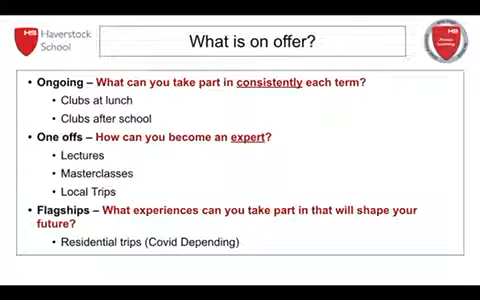 HS
Haverstock
School
What is on offer?
HS
• Ongoing – What can you take part in consistently each term?
• Clubs at lunch
• Clubs after school
• One offs – How can you become an expert?
• Lectures
• Masterclasses
• Local Trips
• Flagships – What experiences can you take part in that will shape your
future?
• Residential trips (Covid Depending)